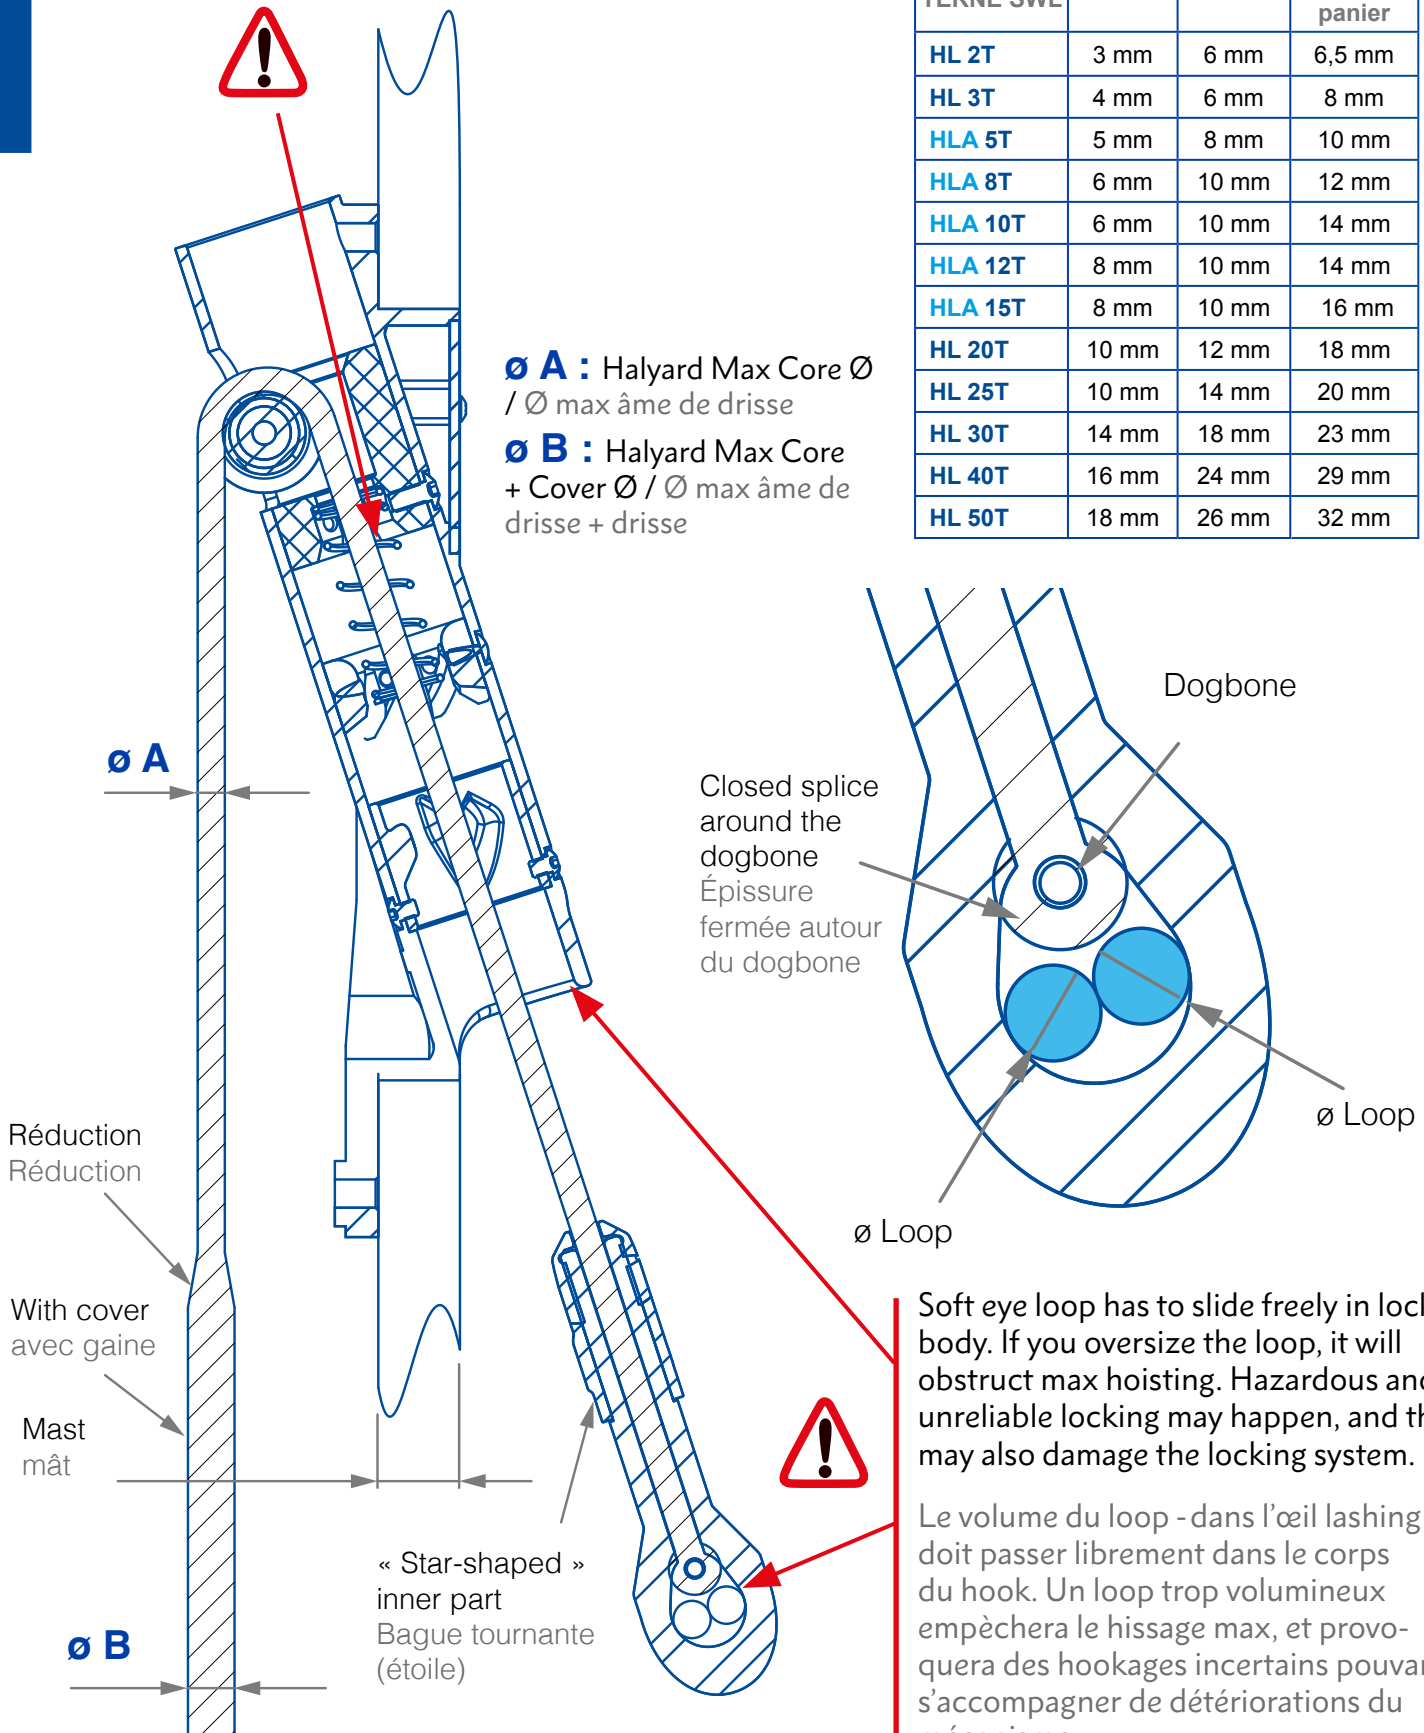 TERNE SWL
panier
HL 2T 3 mm 6 mm 6,5 mm
HL 3T 4 mm 6 mm 8 mm
HLA 5T 5 mm 8 mm 10 mm
HLA 8T 6 mm 10 mm 12 mm
HLA 10T 6 mm 10 mm 14 mm
HLA 12T 8 mm 10 mm 14 mm
HLA 15T 8 mm 10 mm 16 mm
HL 20T 10 mm 12 mm 18 mm
HL 25T 10 mm 14 mm 20 mm
HL 30T 14 mm 18 mm 23 mm
HL 40T 16 mm 24 mm 29 mm
HL 50T 18 mm 26 mm 32 mm
ø A : Halyard Max Core Ø
/ Ø max âme de drisse
ø B : Halyard Max Core
+ Cover Ø / Ø max âme de
drisse + drisse
Dogbone
ø A
Closed splice
around the
dogbone
Épissure
fermée autour
du dogbone
ø Loop
ø Loop
Réduction
Réduction
With cover
avec gaine
Mast
mât
« Star-shaped »
inner part
Bague tournante
(étoile)
ø B
Soft eye loop has to slide freely in lock
body. If you oversize the loop, it will
obstruct max hoisting. Hazardous and
unreliable locking may happen, and
may also damage the locking system.
Le volume du loop - dans l'œil lashing
doit passer librement dans le corps
du hook. Un loop trop volumineux
empèchera le hissage max, et provo-
quera des hookages incertains
s'accompagner de détériorations du